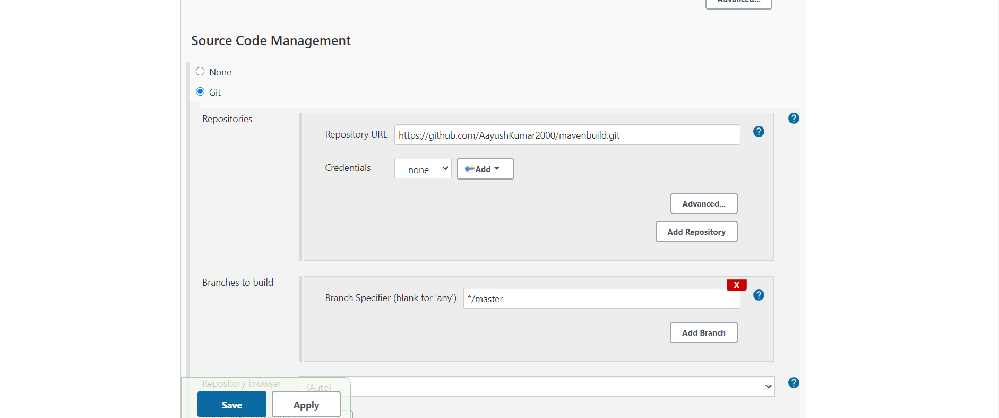 Advanced...
Source Code Management
None
Git
Repositories
?
Repository URL https://github.com/AayushKumar2000/mavenbuild.git ?
Credentials - none - Add
Advanced...
Add Repository
Branches to build
X
Branch Specifier (blank for 'any') */master ?
Add Branch
Repository browser (Auto) ?
Save Apply